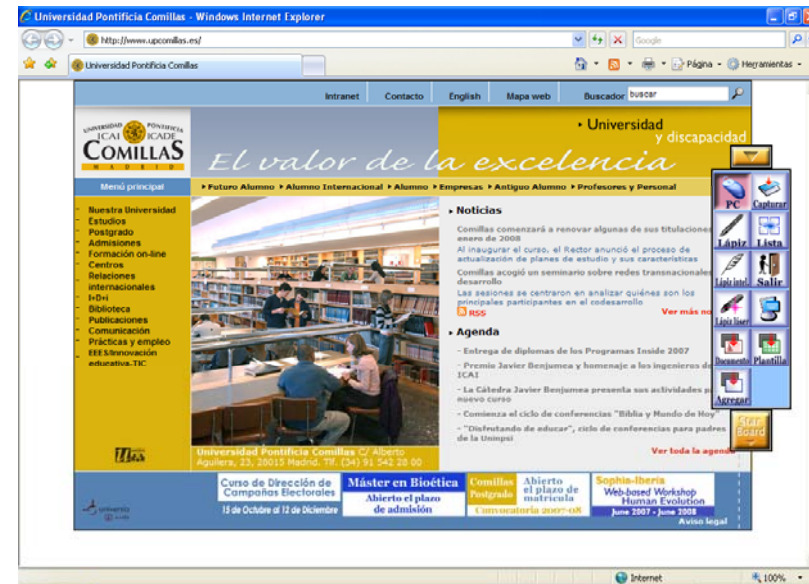 Universidad Pontificia Comillas - Windows Internet Explorer
http://www.upcomillas.es/
Google
Universidad Pontificia Comillas
Página
Herramientas
Intranet Contacto English Mapa web Buscador buscar
UNIVERSIDAD PONTIFICIA
ICAI ICADE
COMILLAS
MADRID
Universidad
y discapacidad
El valor de la excelencia
Menú principal
Futuro Alumno Alumno Internacional Alumno Empresas Antiguo Alumno Profesores y Personal
Nuestra Universidad
Estudios
Postgrado
Admisiones
Formación on-line
Centros
Relaciones
internacionales
I+D+i
Biblioteca
Publicaciones
Comunicación
Prácticas y empleo
EEES/Innovación
educativa-TIC
Universidad Pontificia Comillas C/ Alberto
Aguilera, 23, 28015 Madrid. Tlf. (34) 91 542 28 00
Noticias
Comillas comenzará a renovar algunas de sus titulaciones
enero de 2008
Al inaugurar el curso, el Rector anunció el proceso de
actualización de planes de estudio y sus características
Comillas acogió un seminario sobre redes transnacionales
desarrollo
Las sesiones se centraron en analizar quiénes son los
principales participantes en el codesarrollo
RSS
Ver más no
Agenda
- Entrega de diplomas de los Programas Inside 2007
- Premio Javier Benjumea y homenaje a los ingenieros de
ICAI
- La Cátedra Javier Benjumea presenta sus actividades p
nuevo curso
- Comienza el ciclo de conferencias "Biblia y Mundo de Hoy"
- "Disfrutando de educar", ciclo de conferencias para padres
de la Uninpsi
Ver toda la agenda
PC Capturar
Lápiz Lista
Lápiz intel. Salir
Lápiz láser
Documento Plantilla
Agregar
Star
Board
universia
Curso de Dirección de
Campañas Electorales
15 de Octubre al 12 de Diciembre
Máster en Bioética
Abierto el plazo
de admisión
Comillas
Postgrado
Abierto
el plazo de
matrícula
Convocatoria 2007-08
Sophia-Iberia
Web-based Workshop
Human Evolution
June 2007 - June 2008
Aviso legal
Internet
100%